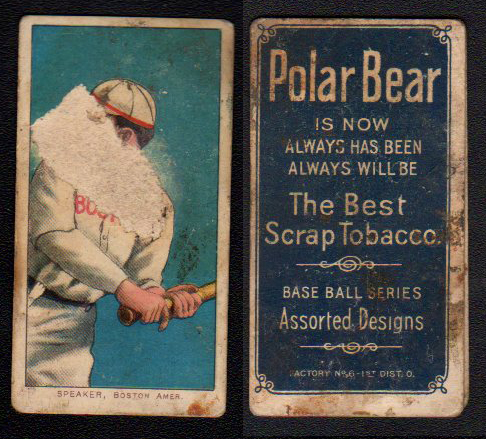 BOS
SPEAKER, BOSTON AMER.
Polar Bear
IS NOW
ALWAYS HAS BEEN
ALWAYS WILL BE
The Best
Scrap Tobacco.
BASE BALL SERIES
Assorted Designs
FACTORY No. 6-1ST DIST. O.